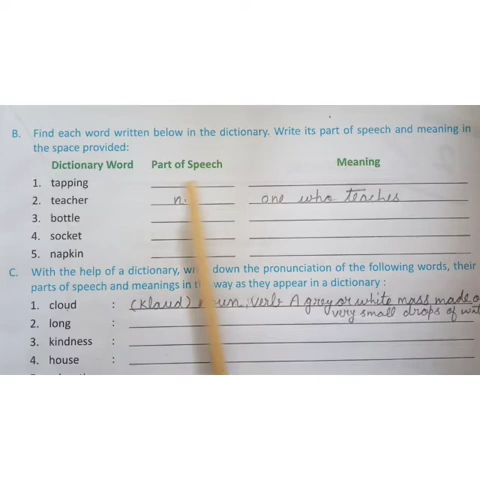 B. Find each word written below in the dictionary. Write its part of speech and meaning in
the space provided:
Dictionary Word Part of Speech Meaning
1. tapping
2. teacher n. one who teaches
3. bottle
4. socket
5. napkin
C. With the help of a dictionary, down the pronunciation of the following words, their
parts of speech and meanings in way as they appear in a dictionary :
1. cloud : (Klaud) Verb A grey or white mass made
very small drops of
2. long :
3. kindness :
4. house :